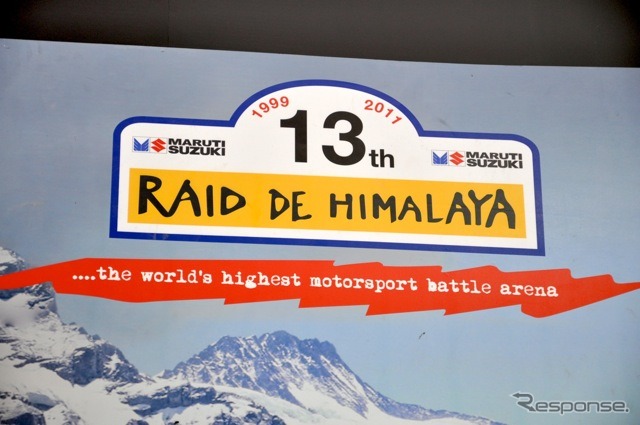 1999 2011
13th
MARUTI
SUZUKI
MARUTI
SUZUKI
RAID DE HIMALAYA
....the world's highest motorsport battle arena
Response.